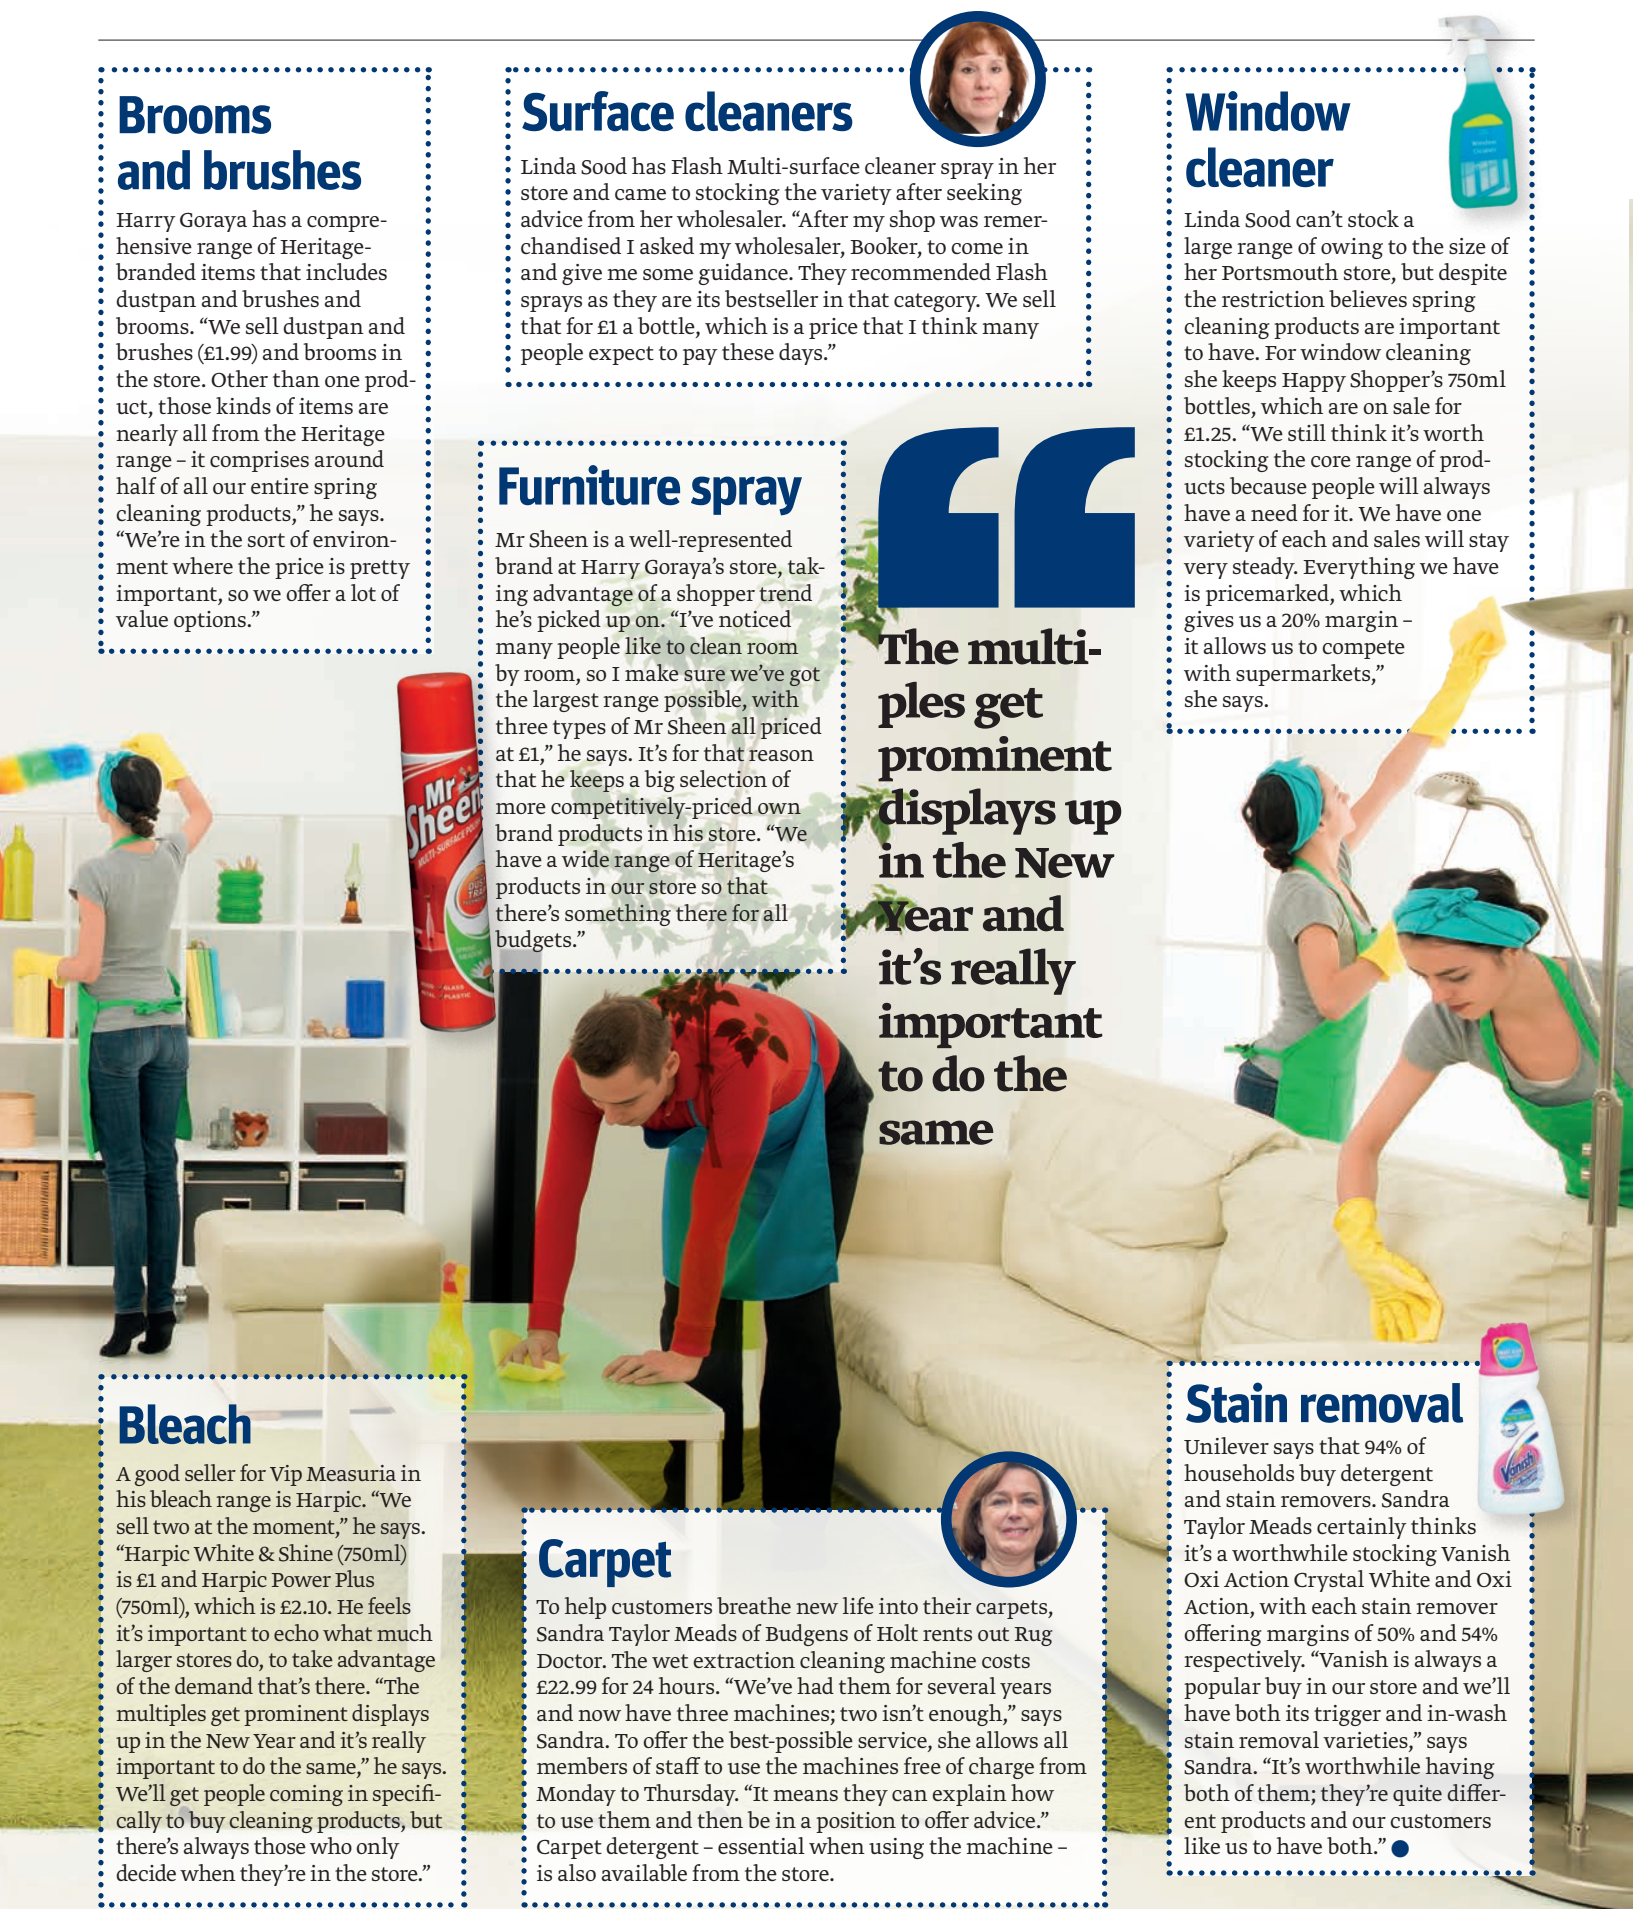 Brooms
and brushes
Harry Goraya has a compre-
hensive range of Heritage-
branded items that includes
dustpan and brushes and
brooms. “We sell dustpan and
brushes (£1.99) and brooms in
the store. Other than one prod-
uct, those kinds of items are
nearly all from the Heritage
range – it comprises around
half of all our entire spring
cleaning products,” he says.
“We’re in the sort of environ-
ment where the price is pretty
important, so we offer a lot of
value options.”
Surface cleaners
Linda Sood has Flash Multi-surface cleaner spray in her
store and came to stocking the variety after seeking
advice from her wholesaler. “After my shop was remer-
chandised I asked my wholesaler, Booker, to come in
and give me some guidance. They recommended Flash
sprays as they are its bestseller in that category. We sell
that for £1 a bottle, which is a price that I think many
people expect to pay these days.”
Window
cleaner
Linda Sood can’t stock a
large range of owing to the size of
her Portsmouth store, but despite
the restriction believes spring
cleaning products are important
to have. For window cleaning
she keeps Happy Shopper’s 750ml
bottles, which are on sale for
£1.25. “We still think it’s worth
stocking the core range of prod-
ucts because people will always
have a need for it. We have one
variety of each and sales will stay
very steady. Everything we have
is pricemarked, which
gives us a 20% margin –
it allows us to compete
with supermarkets,”
she says.
Furniture spray
Mr Sheen is a well-represented
brand at Harry Goraya’s store, tak-
ing advantage of a shopper trend
he’s picked up on. “I’ve noticed
many people like to clean room
by room, so I make sure we’ve got
the largest range possible, with
three types of Mr Sheen all priced
at £1,” he says. It’s for that reason
that he keeps a big selection of
more competitively-priced own
brand products in his store. “We
have a wide range of Heritage’s
products in our store so that
there’s something there for all
budgets.”
Mr
Sheen
MULTI-SURFACE POLISH
GLASS
PLASTIC
“
The multi-
ples get
prominent
displays up
in the New
Year and
it’s really
important
to do the
same
Bleach
A good seller for Vip Measuria in
his bleach range is Harpic. “We
sell two at the moment,” he says.
“Harpic White & Shine (750ml)
is £1 and Harpic Power Plus
(750ml), which is £2.10. He feels
it’s important to echo what much
larger stores do, to take advantage
of the demand that’s there. “The
multiples get prominent displays
up in the New Year and it’s really
important to do the same,” he says.
We’ll get people coming in specifi-
cally to buy cleaning products, but
there’s always those who only
decide when they’re in the store.”
Carpet
To help customers breathe new life into their carpets,
Sandra Taylor Meads of Budgens of Holt rents out Rug
Doctor. The wet extraction cleaning machine costs
£22.99 for 24 hours. “We’ve had them for several years
and now have three machines; two isn’t enough,” says
Sandra. To offer the best-possible service, she allows all
members of staff to use the machines free of charge from
Monday to Thursday. “It means they can explain how
to use them and then be in a position to offer advice.”
Carpet detergent – essential when using the machine –
is also available from the store.
Stain removal
Unilever says that 94% of
households buy detergent
and stain removers. Sandra
Taylor Meads certainly thinks
it’s a worthwhile stocking Vanish
Oxi Action Crystal White and Oxi
Action, with each stain remover
offering margins of 50% and 54%
respectively. “Vanish is always a
popular buy in our store and we’ll
have both its trigger and in-wash
stain removal varieties,” says
Sandra. “It’s worthwhile having
both of them; they’re quite differ-
ent products and our customers
like us to have both.”
Vanish